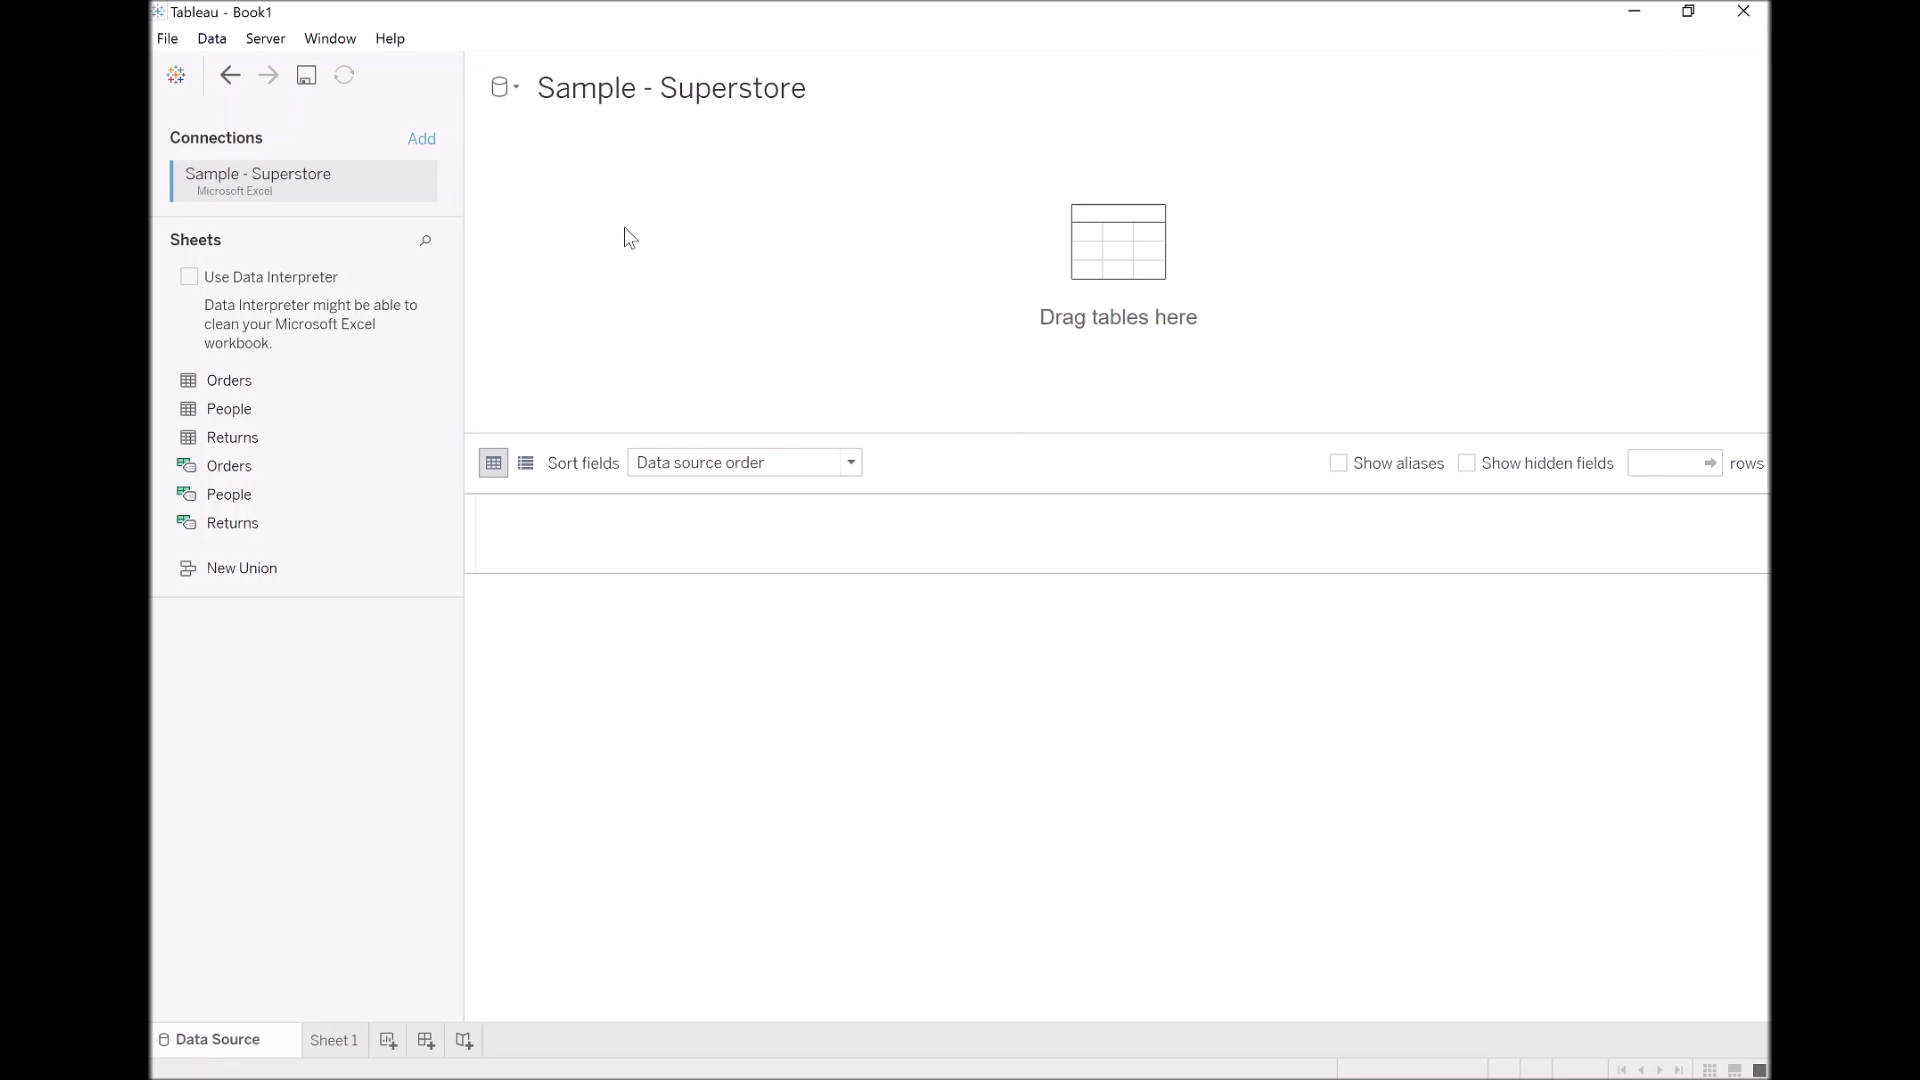 Tableau - Book1
File Data Server Window Help
Sample - Superstore
Connections Add
Sample - Superstore
Microsoft Excel
Sheets
Use Data Interpreter
Data Interpreter might be able to
clean your Microsoft Excel
workbook.
Drag tables here
Orders
People
Returns
Orders
People
Returns
New Union
Sort fields Data source order Show aliases Show hidden fields rows
Data Source Sheet 1